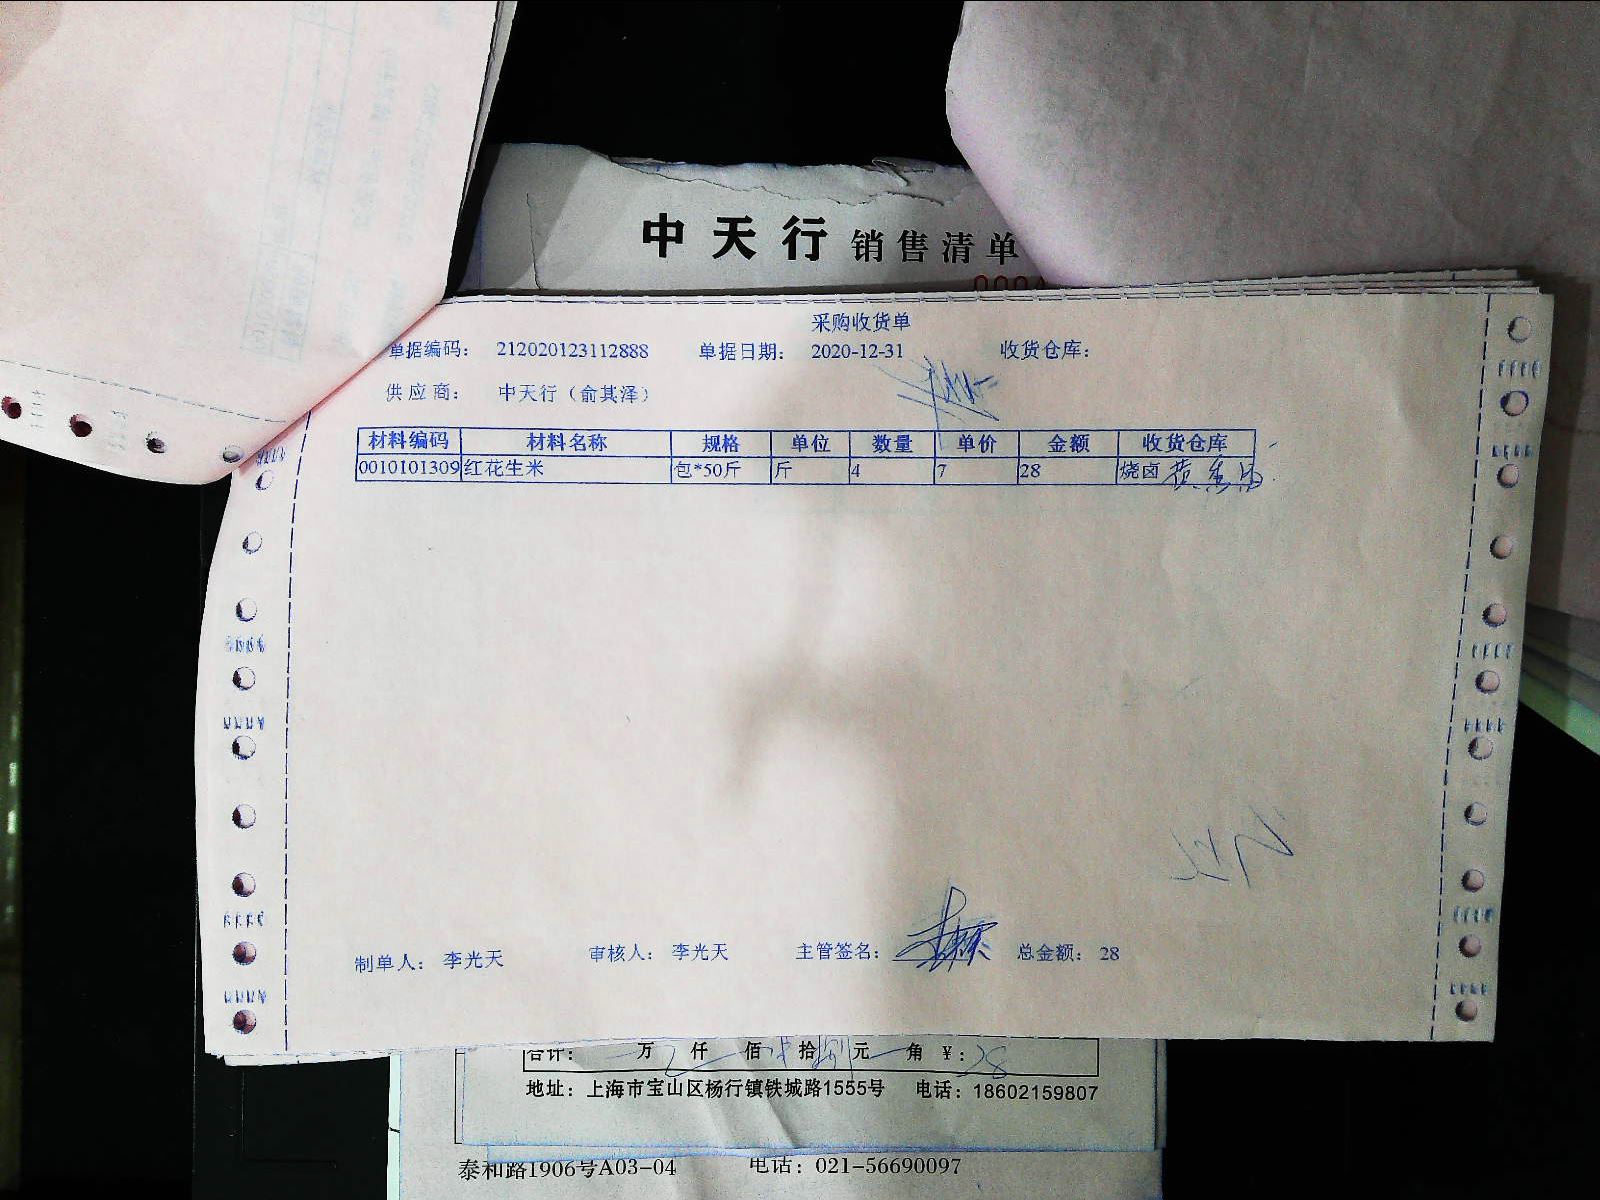 中天行 销售清单
采购收货单
单据编码： 212020123112888 单据日期： 2020-12-31 收货仓库：
供应商： 中天行（俞其泽）
材料编码 材料名称 规格 单位 数量 单价 金额 收货仓库
0010101309 红花生米 包*50斤 斤 4 7 28 烧卤
制单人： 李光天 审核人： 李光天 主管签名： 总金额： 28
合计： 万 仟 佰 拾 元 角 ￥：28
地址：上海市宝山区杨行镇铁城路1555号 电话：18602159807
泰和路1906号A03-04 电话：021-56690097